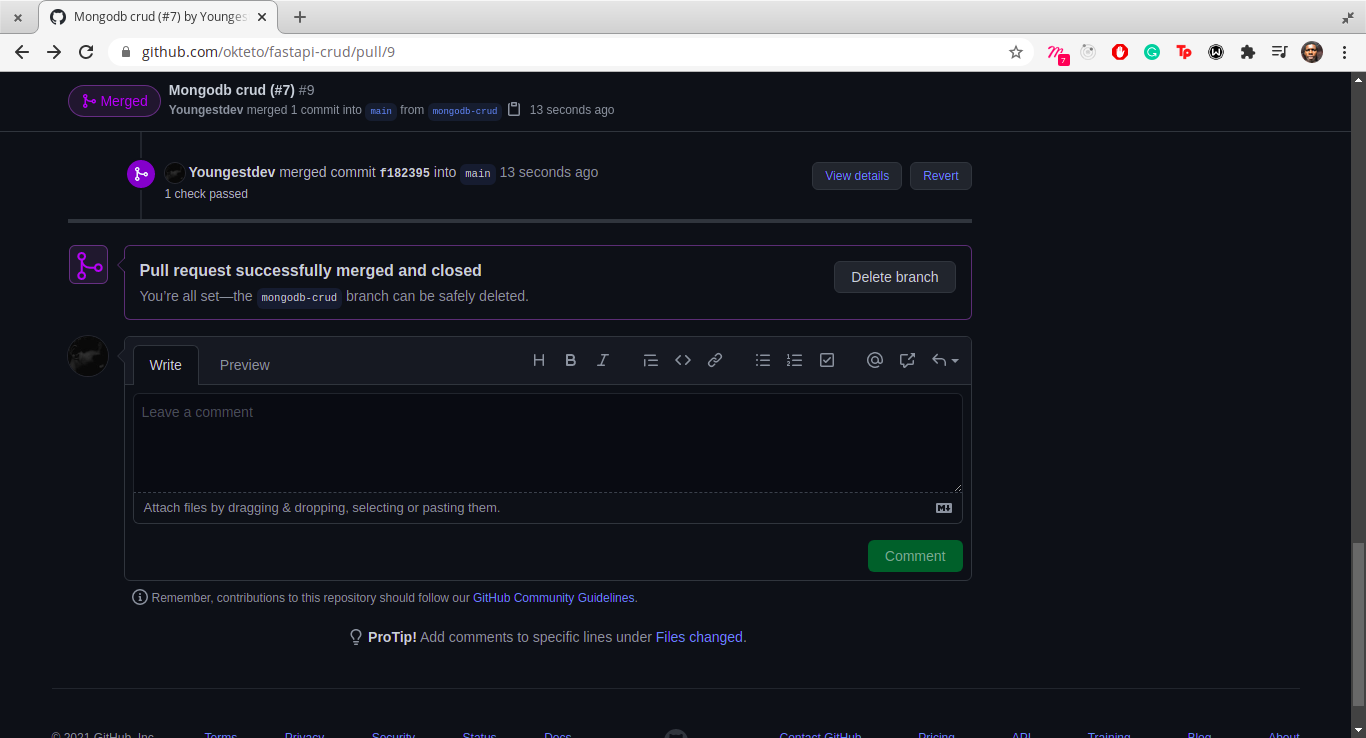 Mongodb crud (#7) by Younges
github.com/okteto/fastapi-crud/pull/9
7
Merged
Mongodb crud (#7) #9
Youngestdev merged 1 commit into main from mongodb-crud 13 seconds ago
Youngestdev merged commit f182395 into main 13 seconds ago
View details
Revert
1 check passed
Pull request successfully merged and closed
You’re all set—the mongodb-crud branch can be safely deleted.
Delete branch
Write
Preview
Leave a comment
Attach files by dragging & dropping, selecting or pasting them.
Comment
Remember, contributions to this repository should follow our GitHub Community Guidelines.
ProTip! Add comments to specific lines under Files changed.
© 2021 GitHub, Inc. Terms Privacy Security Status Docs Contact GitHub Pricing API Training Blog About